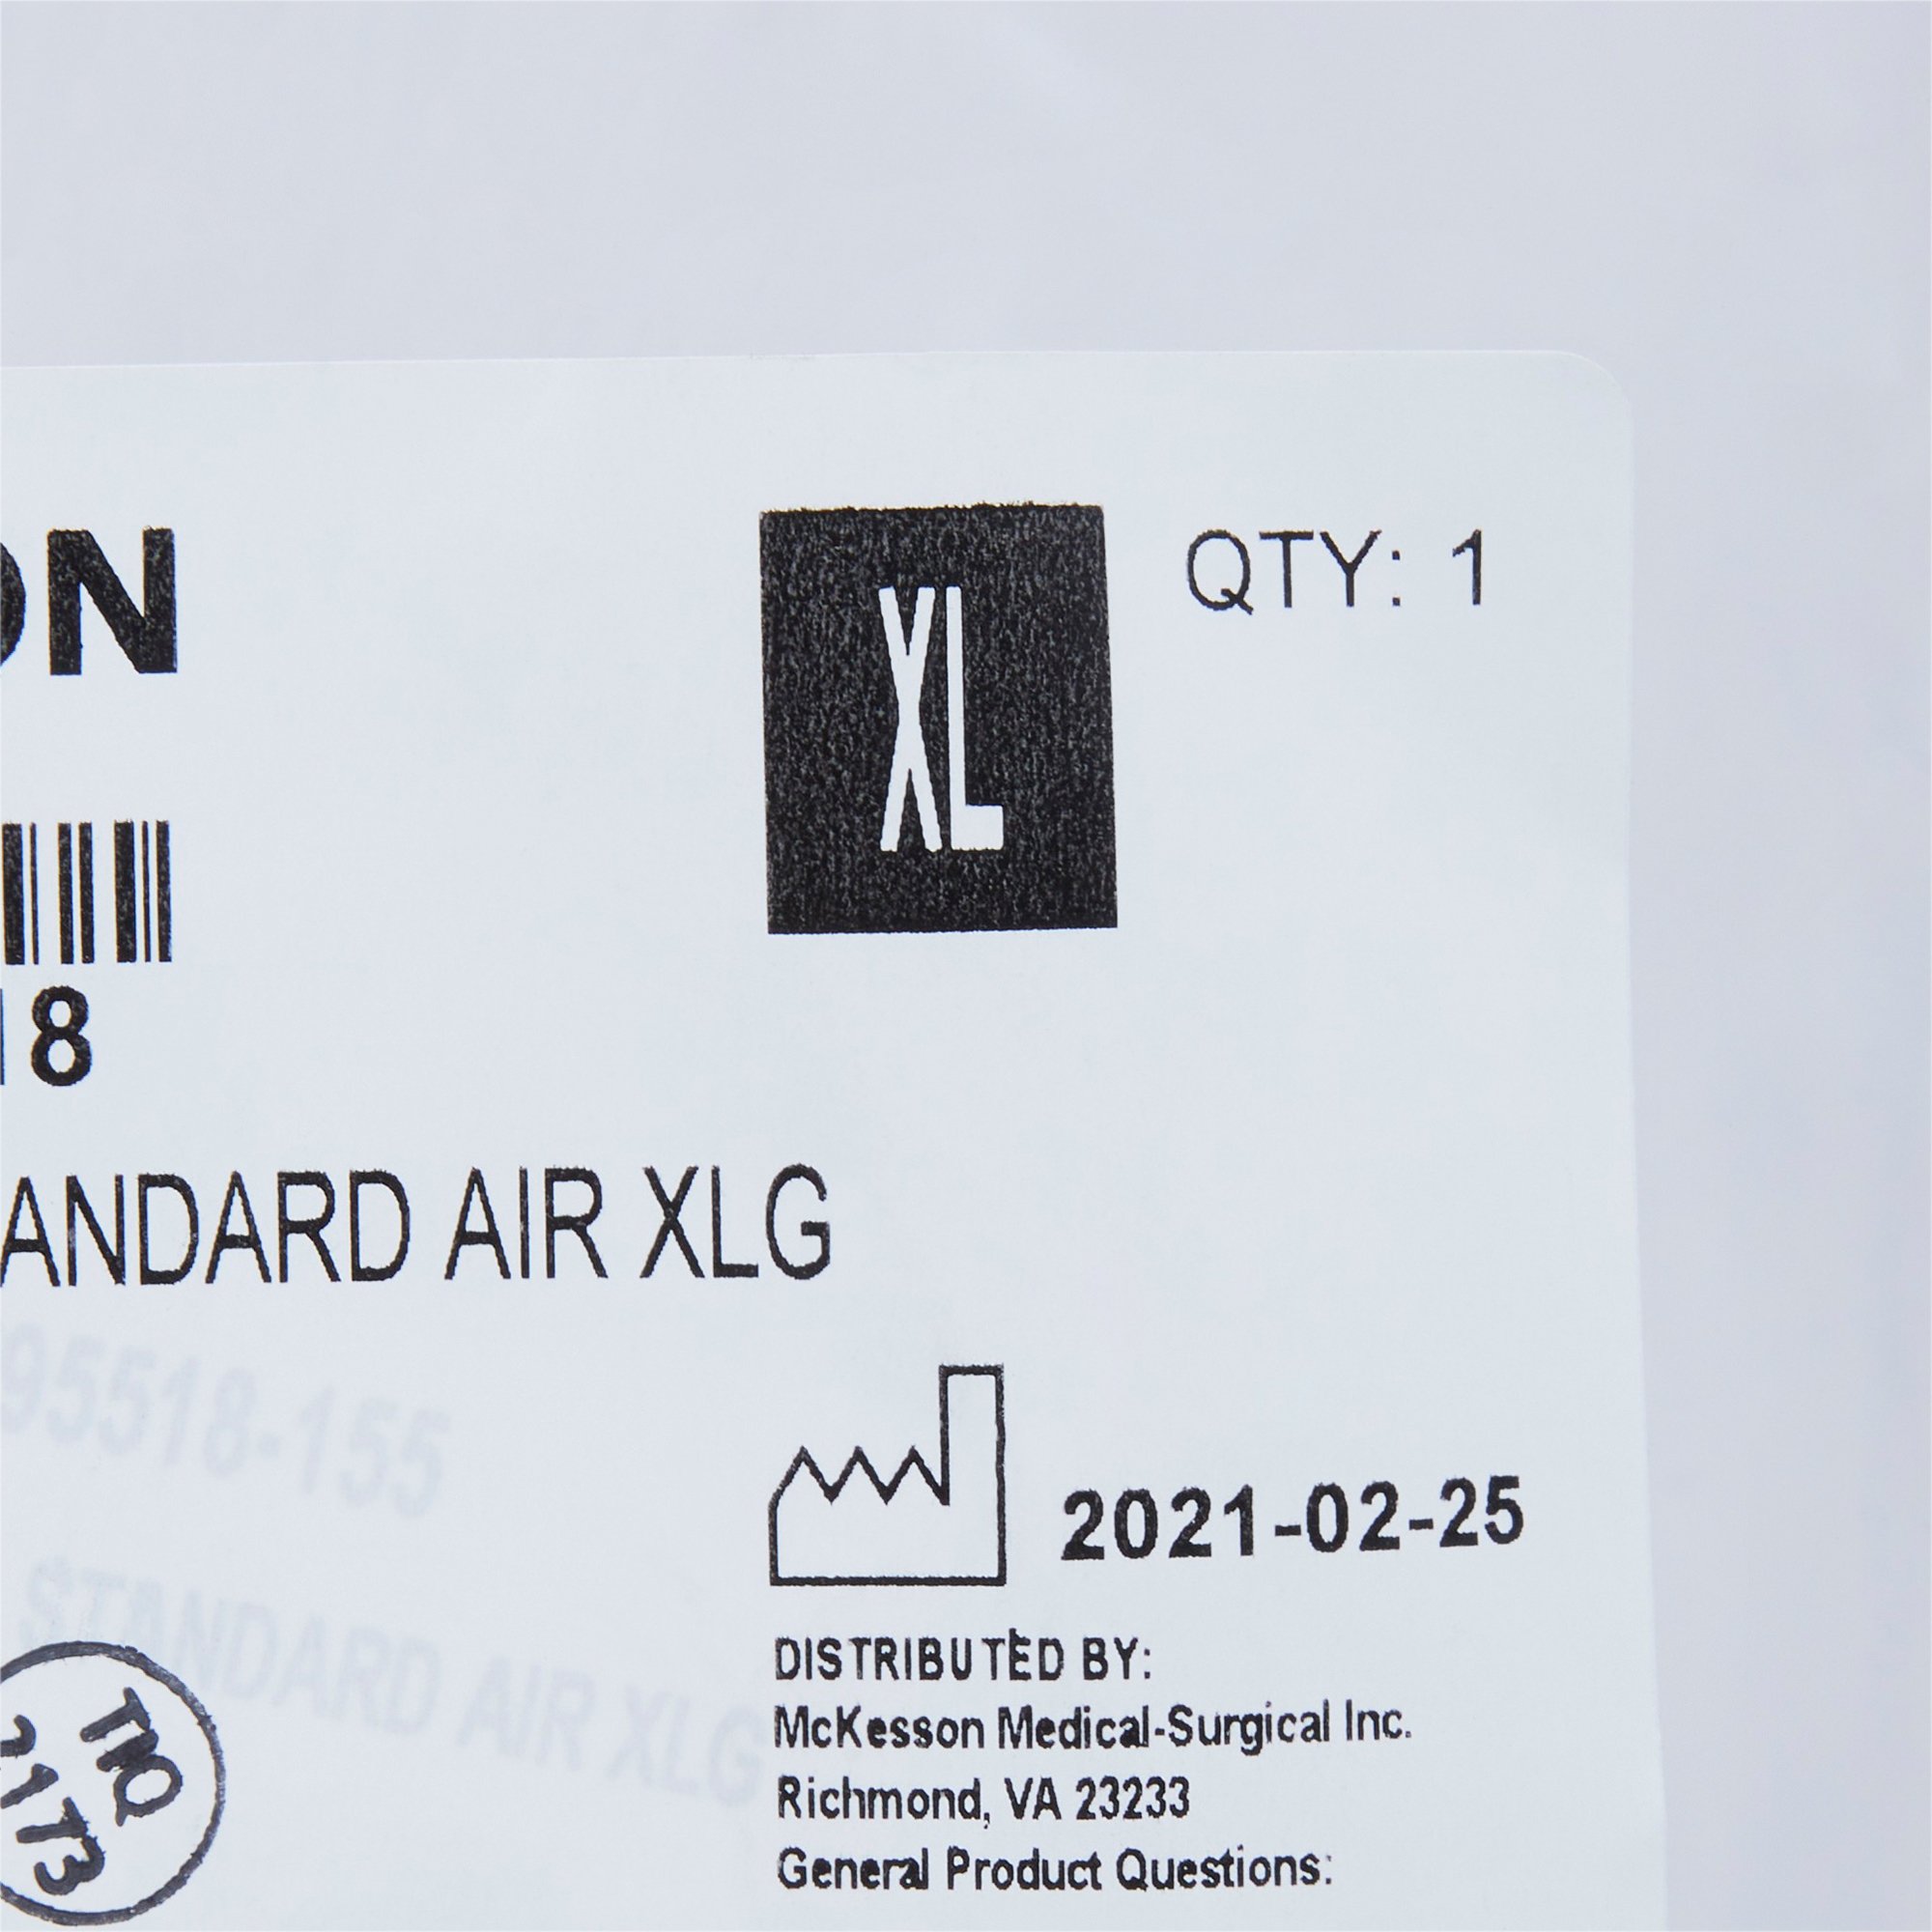 ON
XL
QTY: 1
18
ANDARD AIR XLG
95518-155
2021-02-25
STANDARD AIR XLG
DISTRIBUTED BY:
McKesson Medical-Surgical Inc.
Richmond, VA 23233
General Product Questions:
TIQ